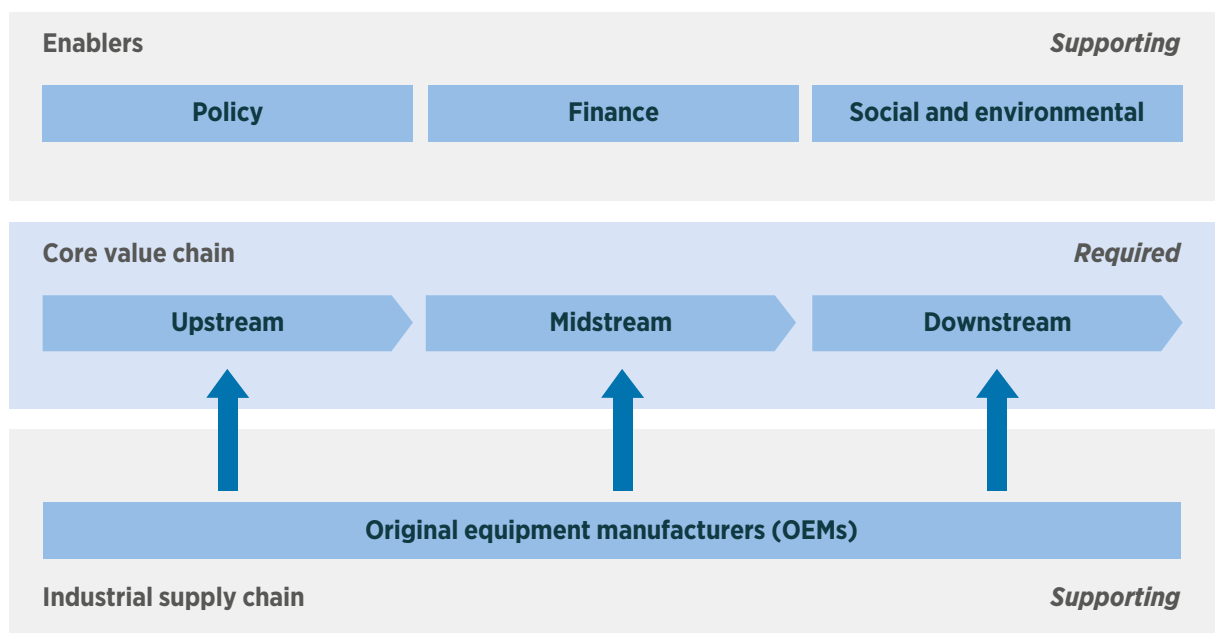 Enablers
Supporting
Policy
Finance
Social and environmental
Core value chain
Required
Upstream
Midstream
Downstream
Original equipment manufacturers (OEMs)
Industrial supply chain
Supporting